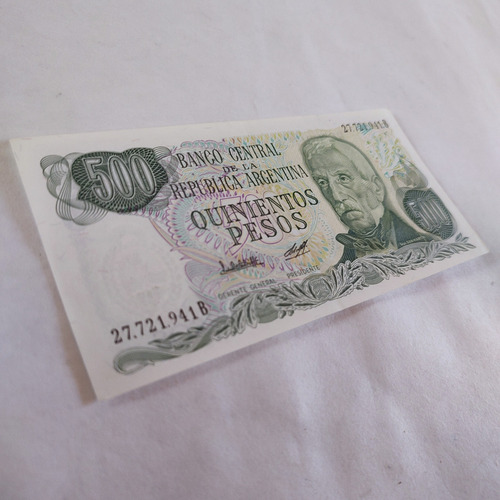 27.721.941B
500
BANCO CENTRAL
DE LA
REPUBLICA ARGENTINA
QUINIENTOS
PESOS
500
GERENTE GENERAL PRESIDENTE
27.721.941B